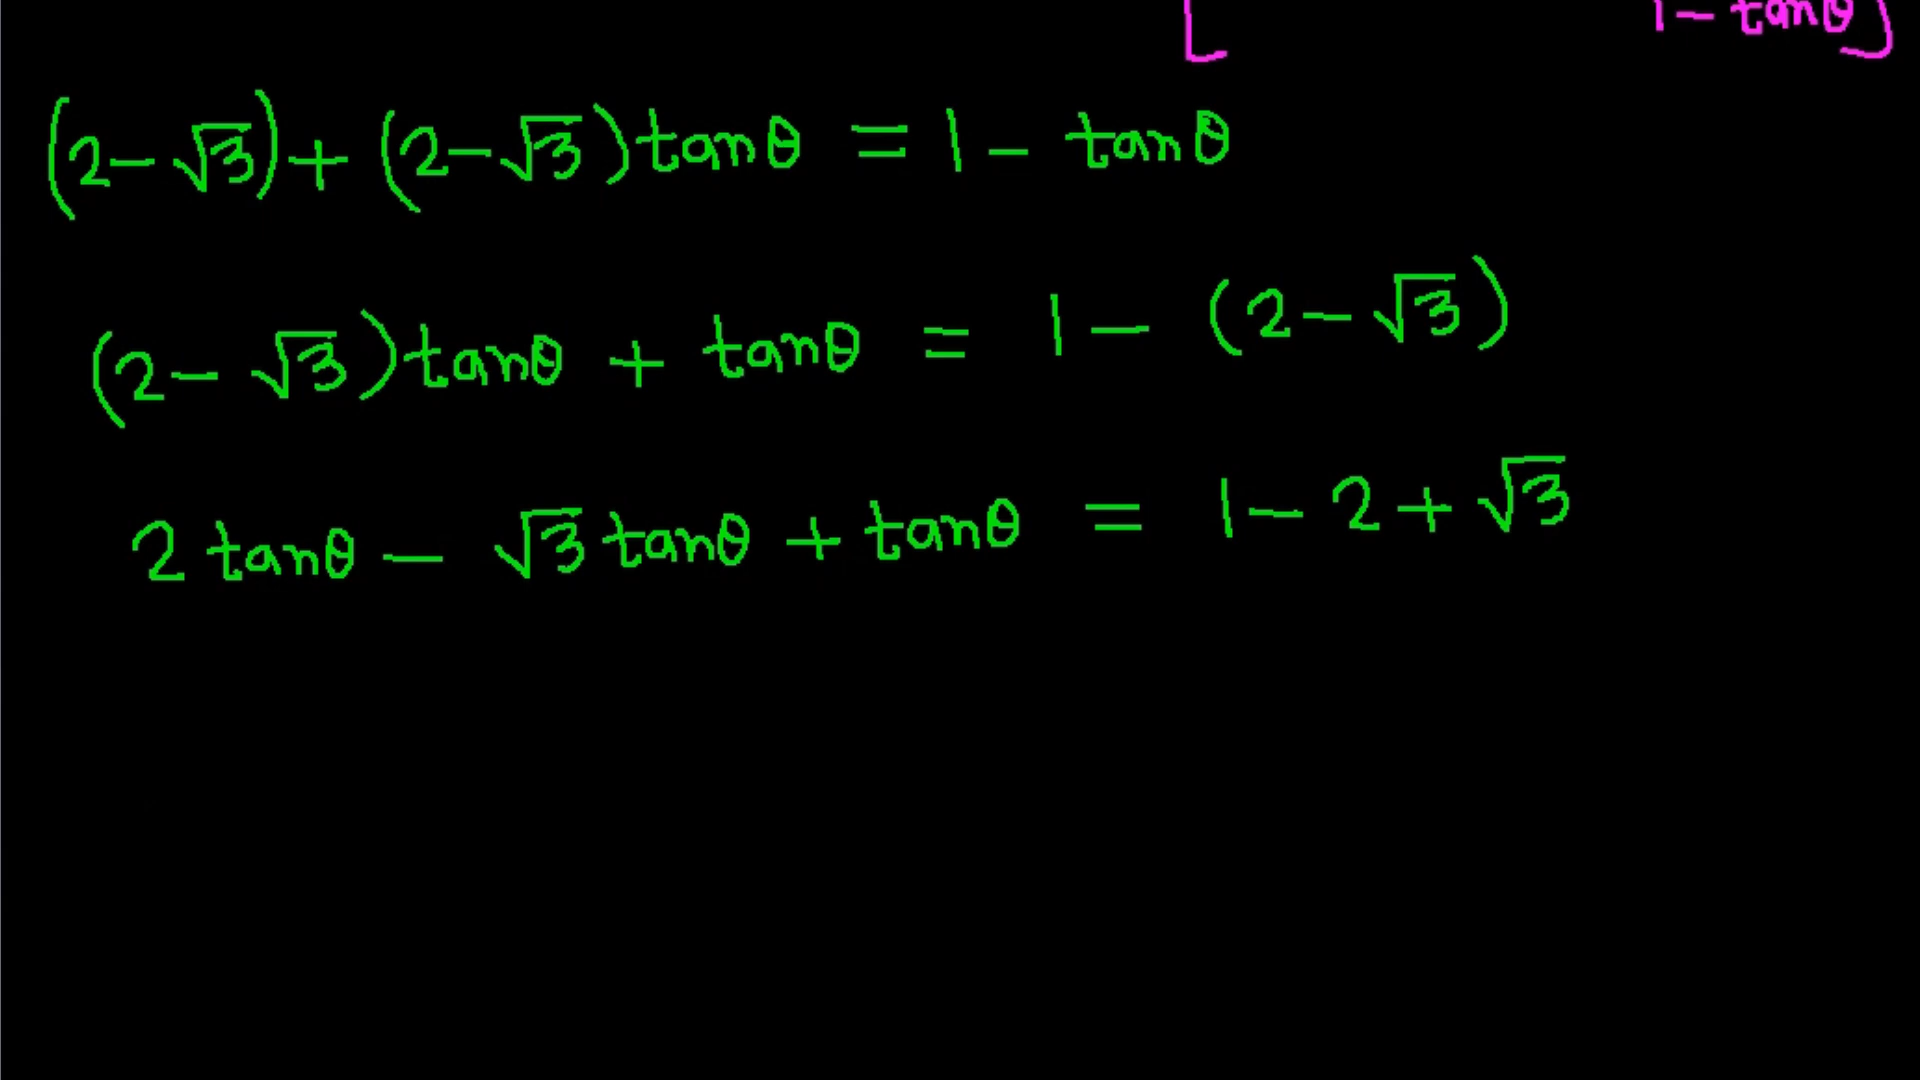 [ 1 - tanθ ]
(2-√3)+(2-√3)tanθ = 1 - tanθ
(2-√3)tanθ + tanθ = 1 - (2-√3)
2 tanθ - √3 tanθ + tanθ = 1 - 2 + √3